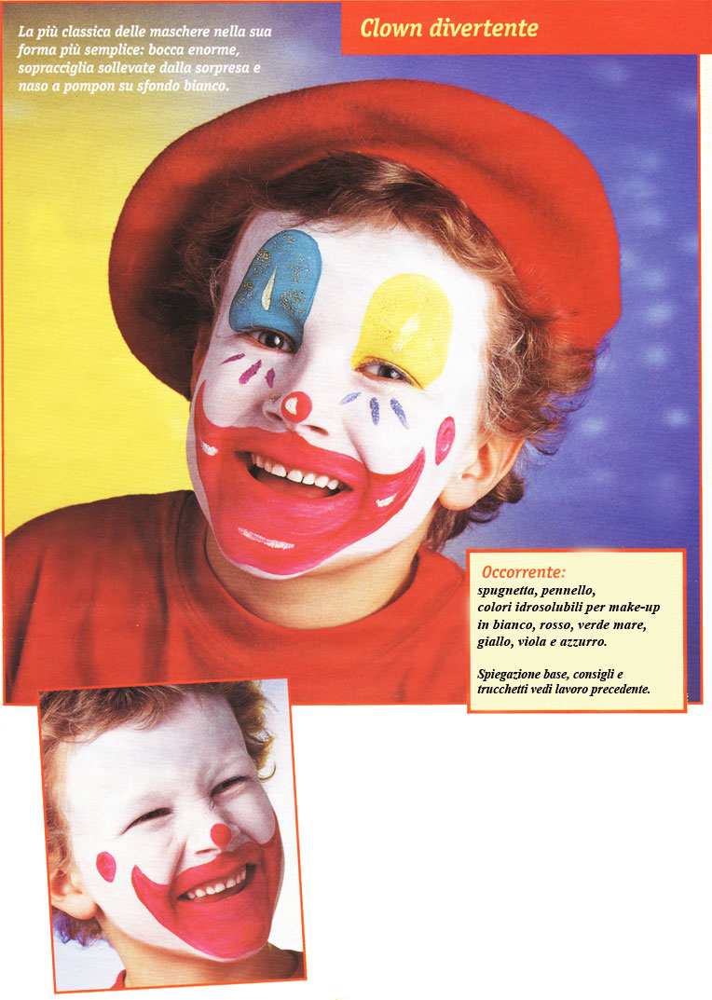 La più classica delle maschere nella sua
forma più semplice: bocca enorme,
sopracciglia sollevate dalla sorpresa e
naso a pompon su sfondo bianco.
Clown divertente
Occorrente:
spugnetta, pennello,
colori idrosolubili per make-up
in bianco, rosso, verde mare,
giallo, viola e azzurro.
Spiegazione base, consigli e
trucchetti vedi lavoro precedente.